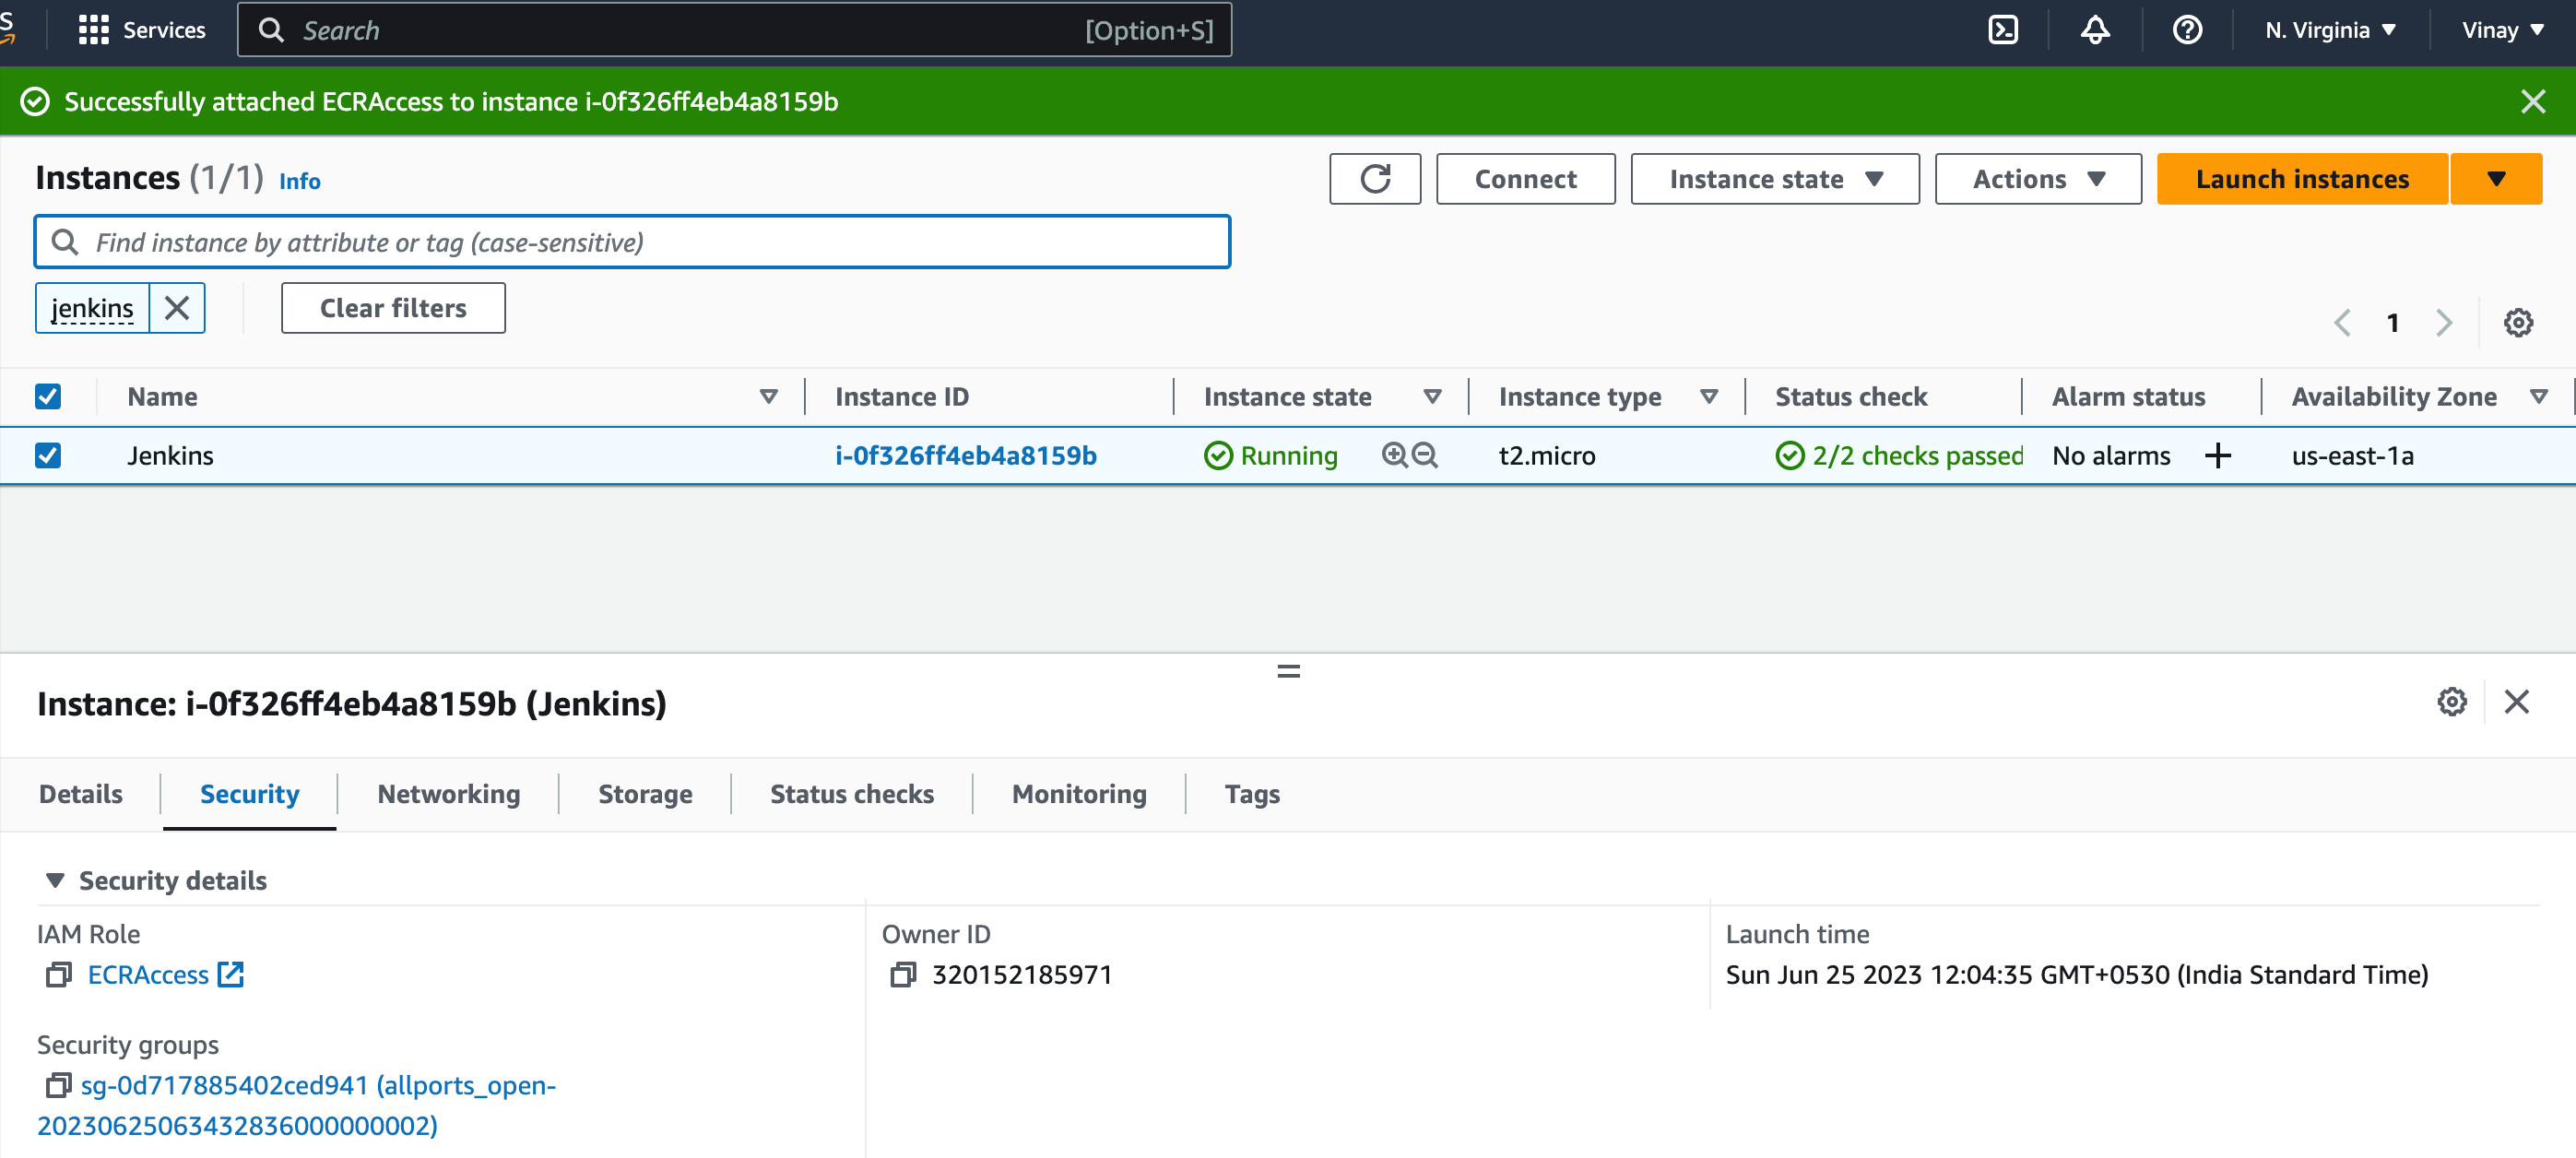 S
Services
Search
[Option+S]
N. Virginia
Vinay
Successfully attached ECRAccess to instance i-0f326ff4eb4a8159b
Instances (1/1) Info
Connect
Instance state
Actions
Launch instances
Find instance by attribute or tag (case-sensitive)
jenkins
Clear filters
1
Name
Instance ID
Instance state
Instance type
Status check
Alarm status
Availability Zone
Jenkins
i-0f326ff4eb4a8159b
Running
t2.micro
2/2 checks passed
No alarms
us-east-1a
Instance: i-0f326ff4eb4a8159b (Jenkins)
Details
Security
Networking
Storage
Status checks
Monitoring
Tags
Security details
IAM Role
ECRAccess
Owner ID
320152185971
Launch time
Sun Jun 25 2023 12:04:35 GMT+0530 (India Standard Time)
Security groups
sg-0d717885402ced941 (allports_open-
20230625063432836000000002)